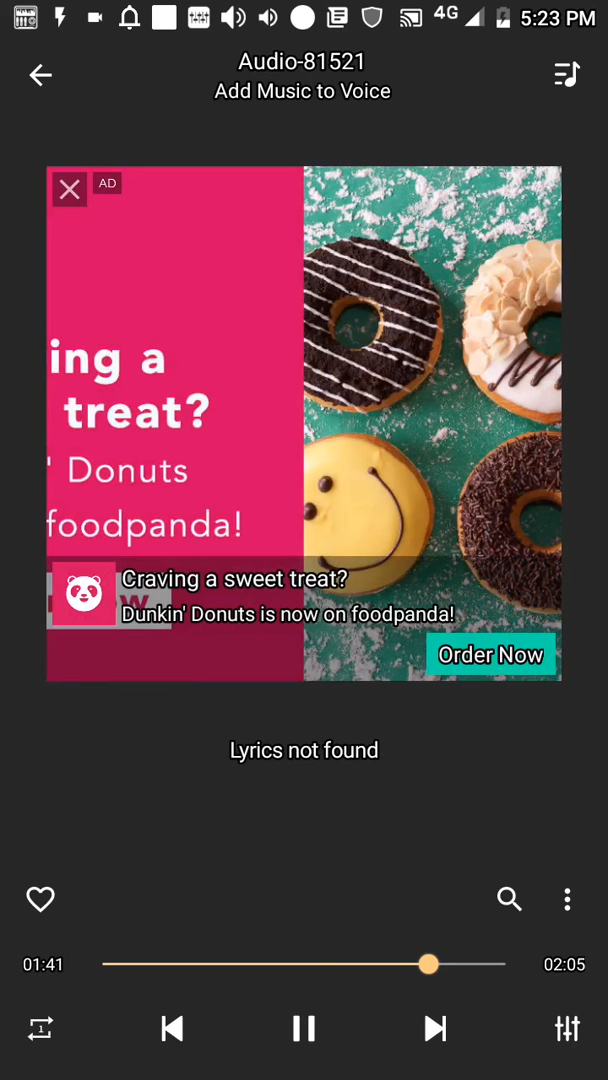 4G 5:23 PM
Audio-81521
Add Music to Voice
AD
ing a
treat?
' Donuts
foodpanda!
Craving a sweet treat?
Dunkin' Donuts is now on foodpanda!
Order Now
Lyrics not found
01:41
02:05
1